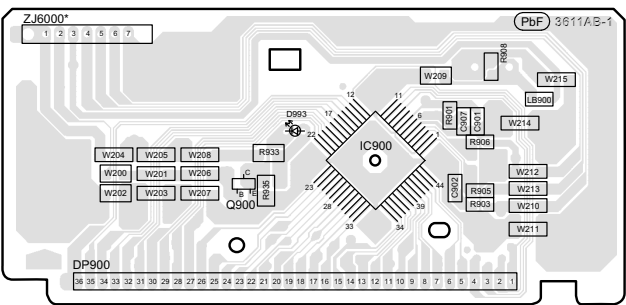 ZJ6000*
PbF 3611AB-1
1 2 3 4 5 6 7
R908
W209
W215
LB900
12
11
D993
17
6
R901
C907
C901
W214
22
1
R906
IC900
W204 W205 W208
R933
W200 W201 W206
C
W212
23
44
C902
R905
W213
W202 W203 W207
B E
R935
Q900
28
39
R903
W210
33
34
W211
DP900
36 35 34 33 32 31 30 29 28 27 26 25 24 23 22 21 20 19 18 17 16 15 14 13 12 11 10 9 8 7 6 5 4 3 2 1